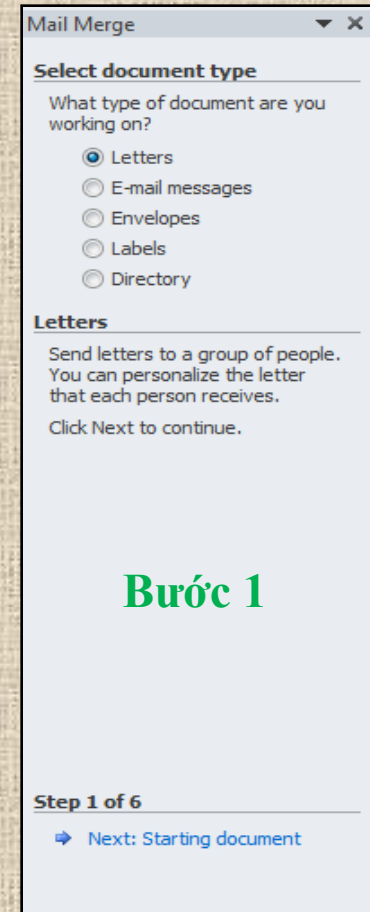 Mail Merge
Select document type
What type of document are you
working on?
Letters
E-mail messages
Envelopes
Labels
Directory
Letters
Send letters to a group of people.
You can personalize the letter
that each person receives.
Click Next to continue.
Bước 1
Step 1 of 6
Next: Starting document